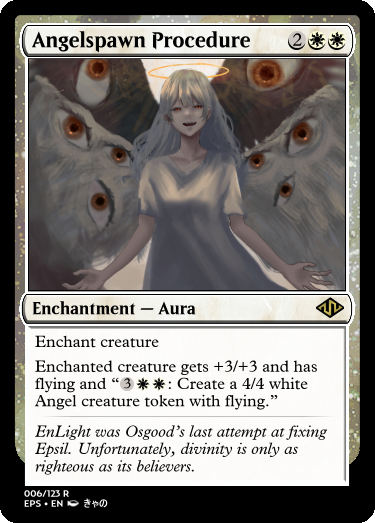 Angelspawn Procedure 2
Enchantment — Aura
Enchant creature
Enchanted creature gets +3/+3 and has
flying and “3: Create a 4/4 white
Angel creature token with flying.”
EnLight was Osgood's last attempt at fixing
Epsil. Unfortunately, divinity is only as
righteous as its believers.
006/123 R
EPS • EN きゃの